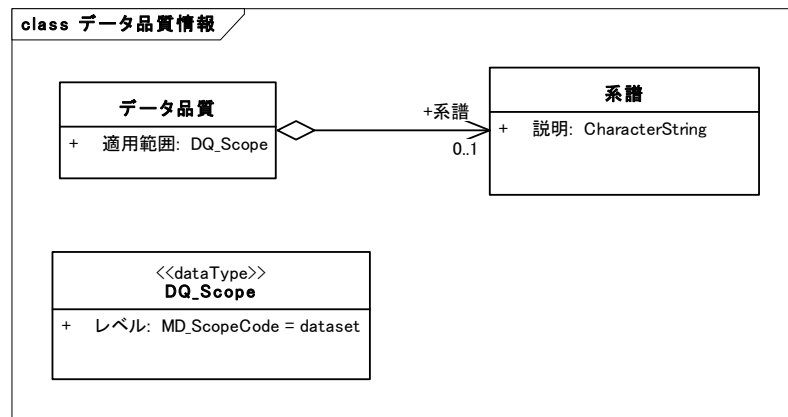 class データ品質情報
データ品質
+ 適用範囲: DQ_Scope
+系譜
0..1
系譜
+ 説明: CharacterString
<<dataType>>
DQ_Scope
+ レベル: MD_ScopeCode = dataset